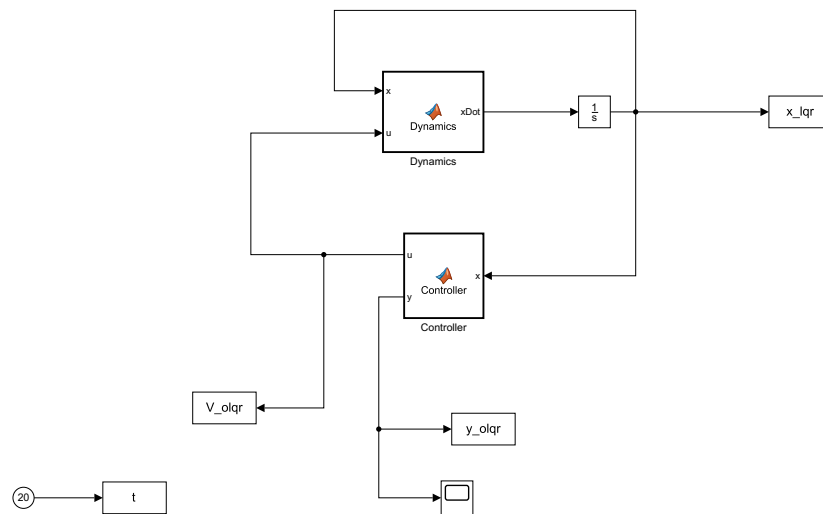 x
u
xDot
Dynamics
Dynamics
1
s
x_lqr
u
y
x
Controller
Controller
V_olqr
y_olqr
20
t